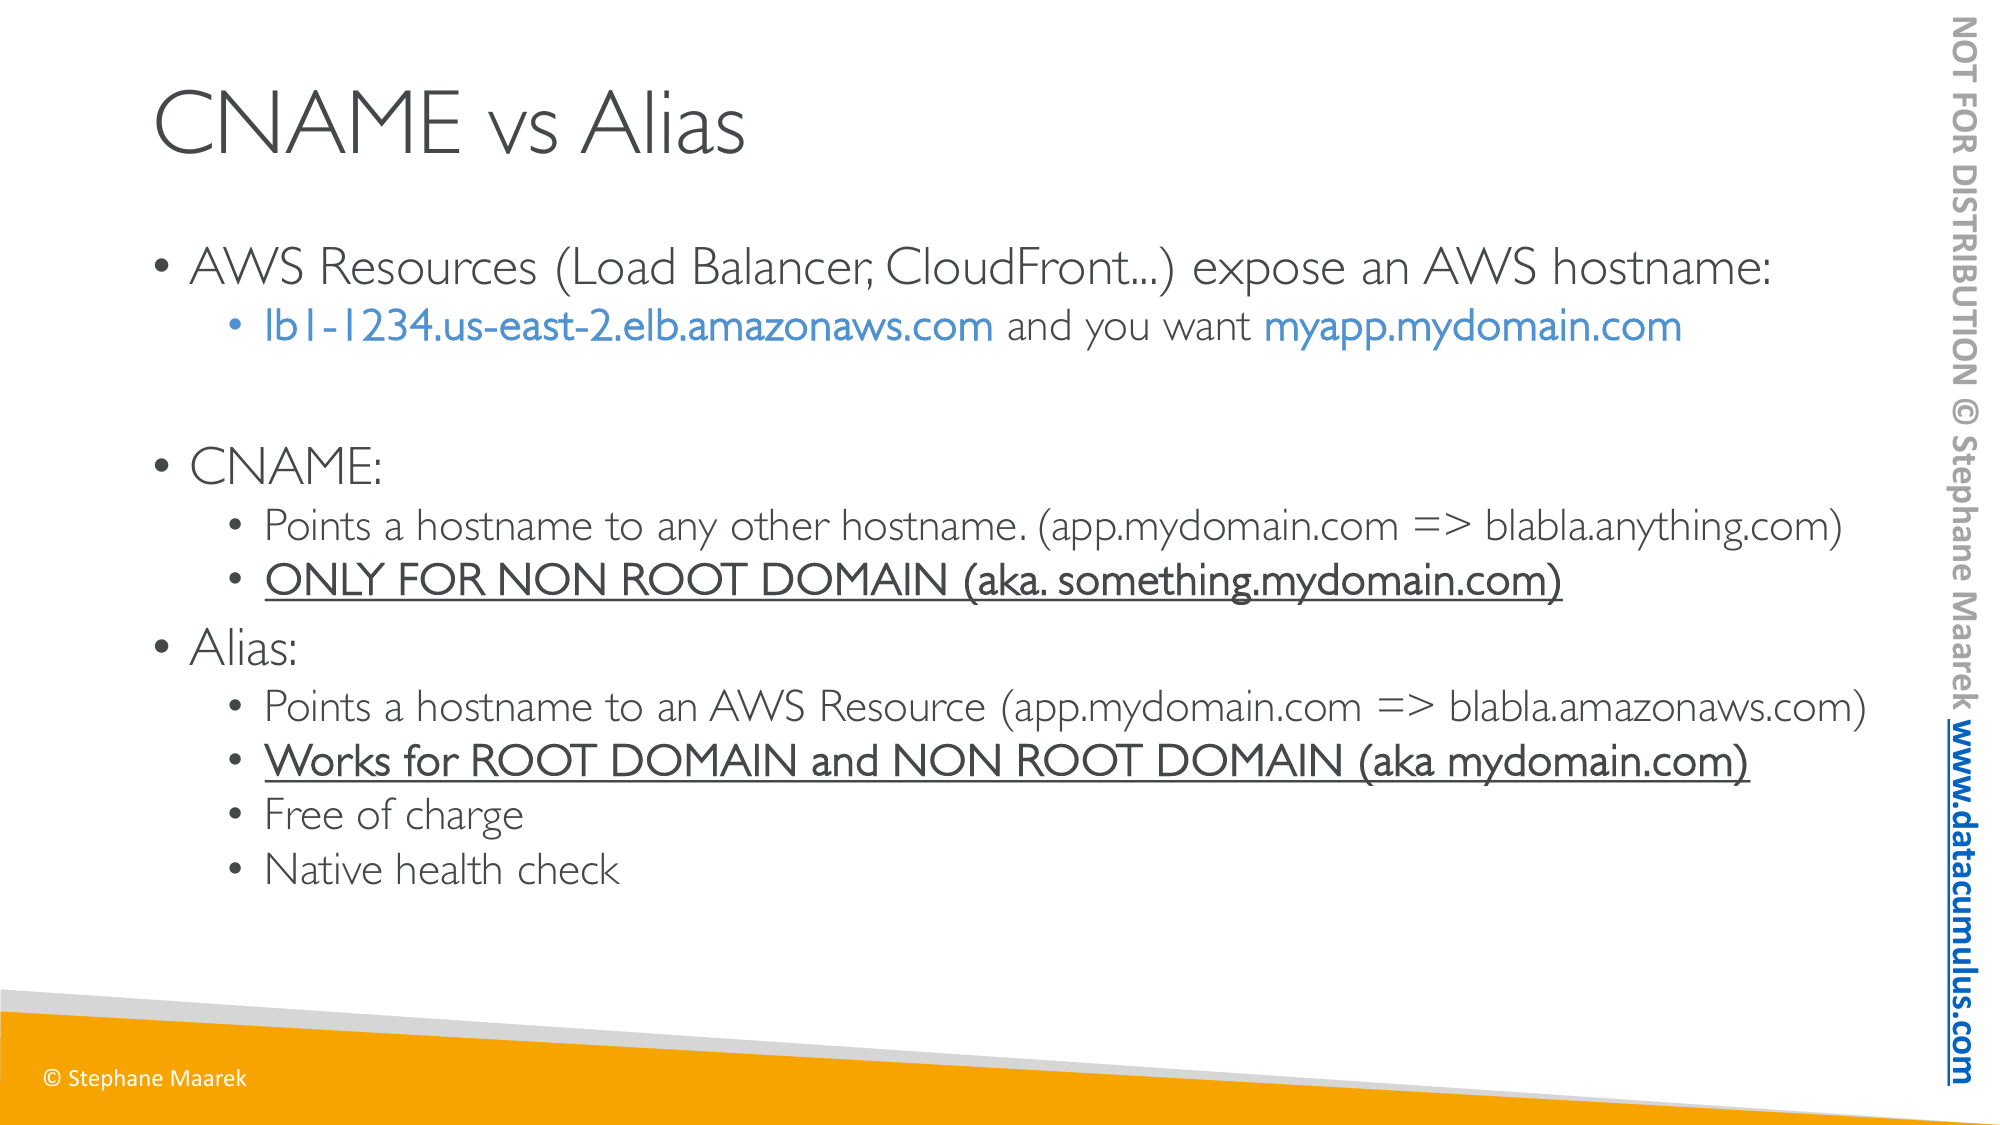 CNAME vs Alias
• AWS Resources (Load Balancer, CloudFront...) expose an AWS hostname:
• lb1-1234.us-east-2.elb.amazonaws.com and you want myapp.mydomain.com
• CNAME:
• Points a hostname to any other hostname. (app.mydomain.com => blabla.anything.com)
• ONLY FOR NON ROOT DOMAIN (aka. something.mydomain.com)
• Alias:
• Points a hostname to an AWS Resource (app.mydomain.com => blabla.amazonaws.com)
• Works for ROOT DOMAIN and NON ROOT DOMAIN (aka mydomain.com)
• Free of charge
• Native health check
© Stephane Maarek
NOT FOR DISTRIBUTION © Stephane Maarek www.datacumulus.com